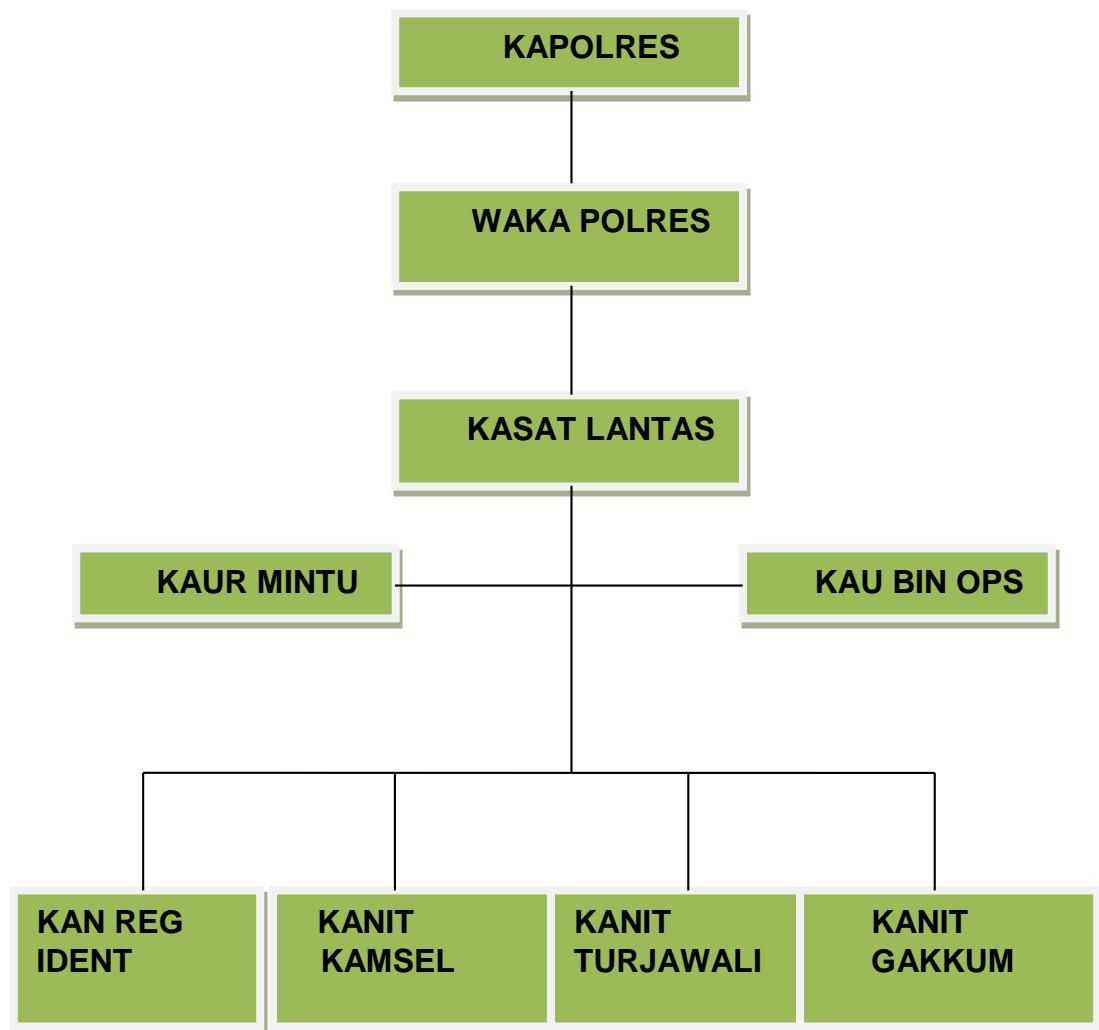 KAPOLRES
WAKA POLRES
KASAT LANTAS
KAUR MINTU
KAU BIN OPS
KAN REG
IDENT
KANIT
KAMSEL
KANIT
TURJAWALI
KANIT
GAKKUM